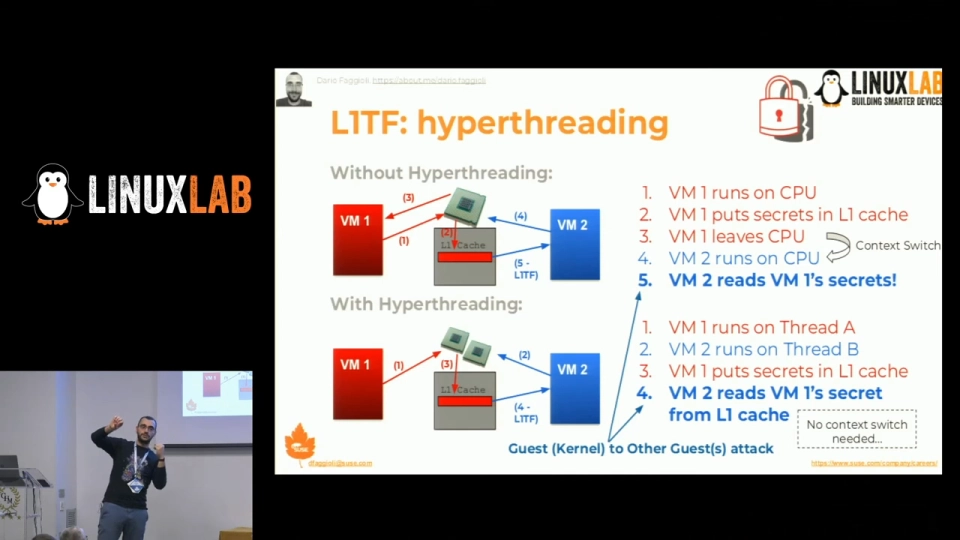 Dario Faggioli https://about.me/dario.faggioli
LINUXLAB
BUILDING SMARTER DEVICES
L1TF: hyperthreading
Without Hyperthreading:
VM 1
(3)
(1)
(2)
L1 Cache
(4)
(5 -
L1TF)
VM 2
1. VM 1 runs on CPU
2. VM 1 puts secrets in L1 cache
3. VM 1 leaves CPU
4. VM 2 runs on CPU
Context Switch
5. VM 2 reads VM 1's secrets!
With Hyperthreading:
VM 1
(1)
(3)
L1 Cache
(2)
(4 -
L1TF)
VM 2
1. VM 1 runs on Thread A
2. VM 2 runs on Thread B
3. VM 1 puts secrets in L1 cache
4. VM 2 reads VM 1's secret
from L1 cache
No context switch
needed...
Guest (Kernel) to Other Guest(s) attack
SUSE
dfaggioli@suse.com
https://www.suse.com/company/careers/
LINUXLAB